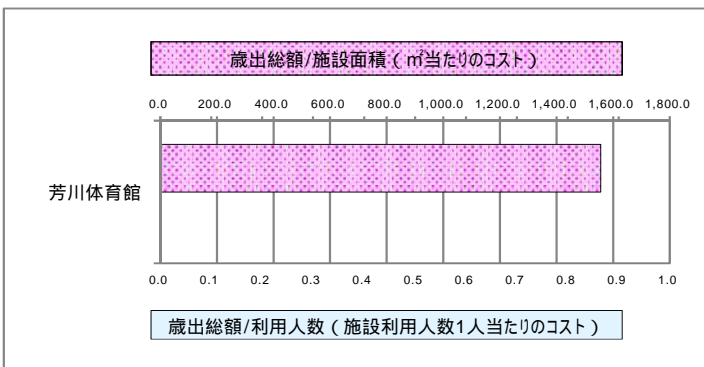 歳出総額/施設面積（㎡当たりのコスト）
0.0 200.0 400.0 600.0 800.0 1,000.0 1,200.0 1,400.0 1,600.0 1,800.0
芳川体育館
0.0 0.1 0.2 0.3 0.4 0.5 0.6 0.7 0.8 0.9 1.0
歳出総額/利用人数（施設利用人数1人当たりのコスト）